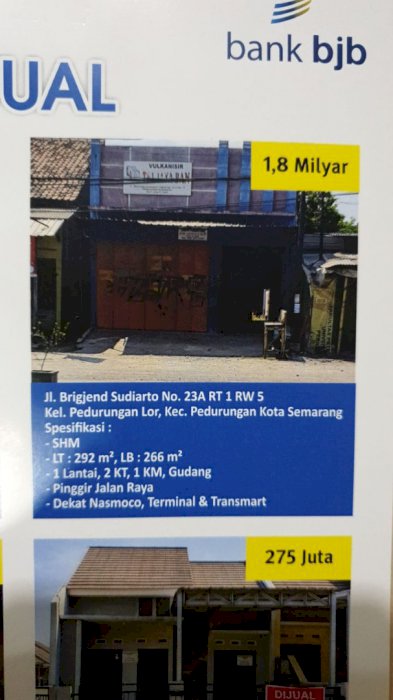 bank bjb
UAL
1,8 Milyar
VULKANISIR
Jl. Brigjend Sudiarto No. 23A RT 1 RW 5
Kel. Pedurungan Lor, Kec. Pedurungan Kota Semarang
Spesifikasi :
- SHM
- LT : 292 m², LB : 266 m²
- 1 Lantai, 2 KT, 1 KM, Gudang
- Pinggir Jalan Raya
- Dekat Nasmoco, Terminal & Transmart
275 Juta
DIJUAL